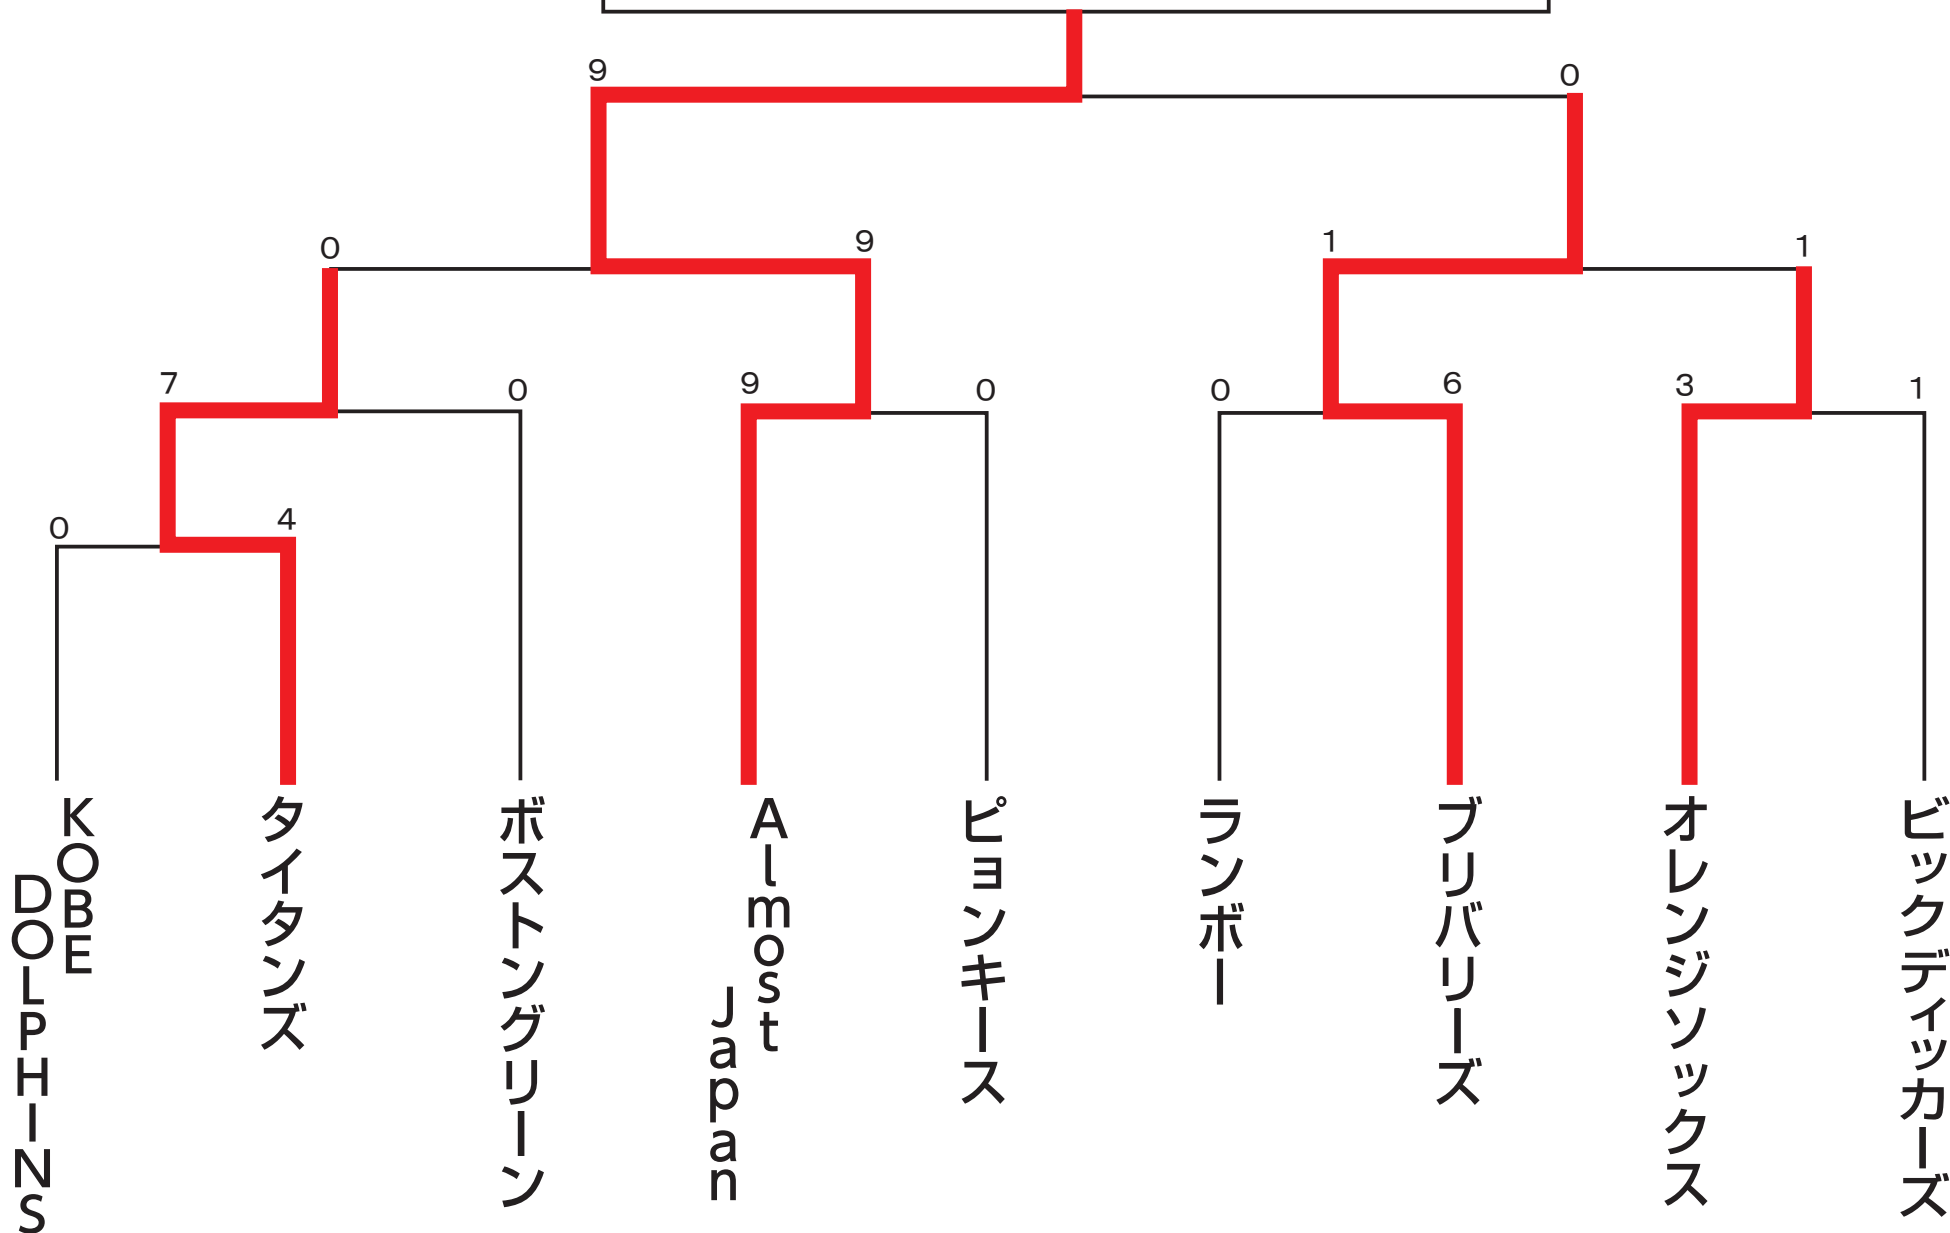 9
0
0
9
1
1
7
0
9
0
0
6
3
1
0
4
KOBE
DOLPHINS
タイタンズ
ボストングリーン
Almost
Japan
ピョンキース
ランボー
ブリバリーズ
オレンジソックス
ビックディッカーズ